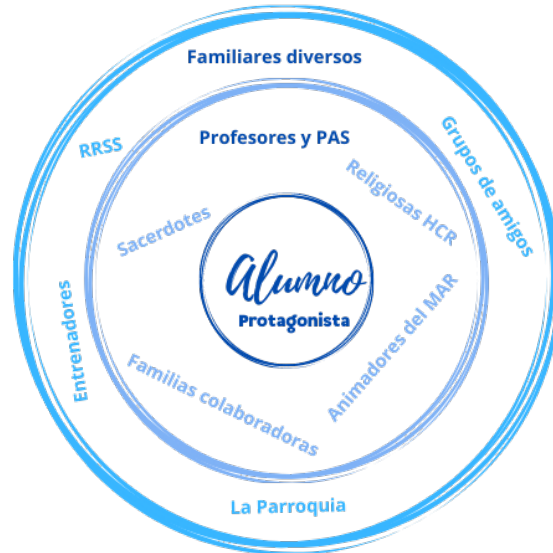 Familiares diversos
RRSS
Grupos de amigos
Profesores y PAS
Religiosas HCR
Sacerdotes
Alumno
Protagonista
Entrenadores
Animadores del MAR
Familias colaboradoras
La Parroquia